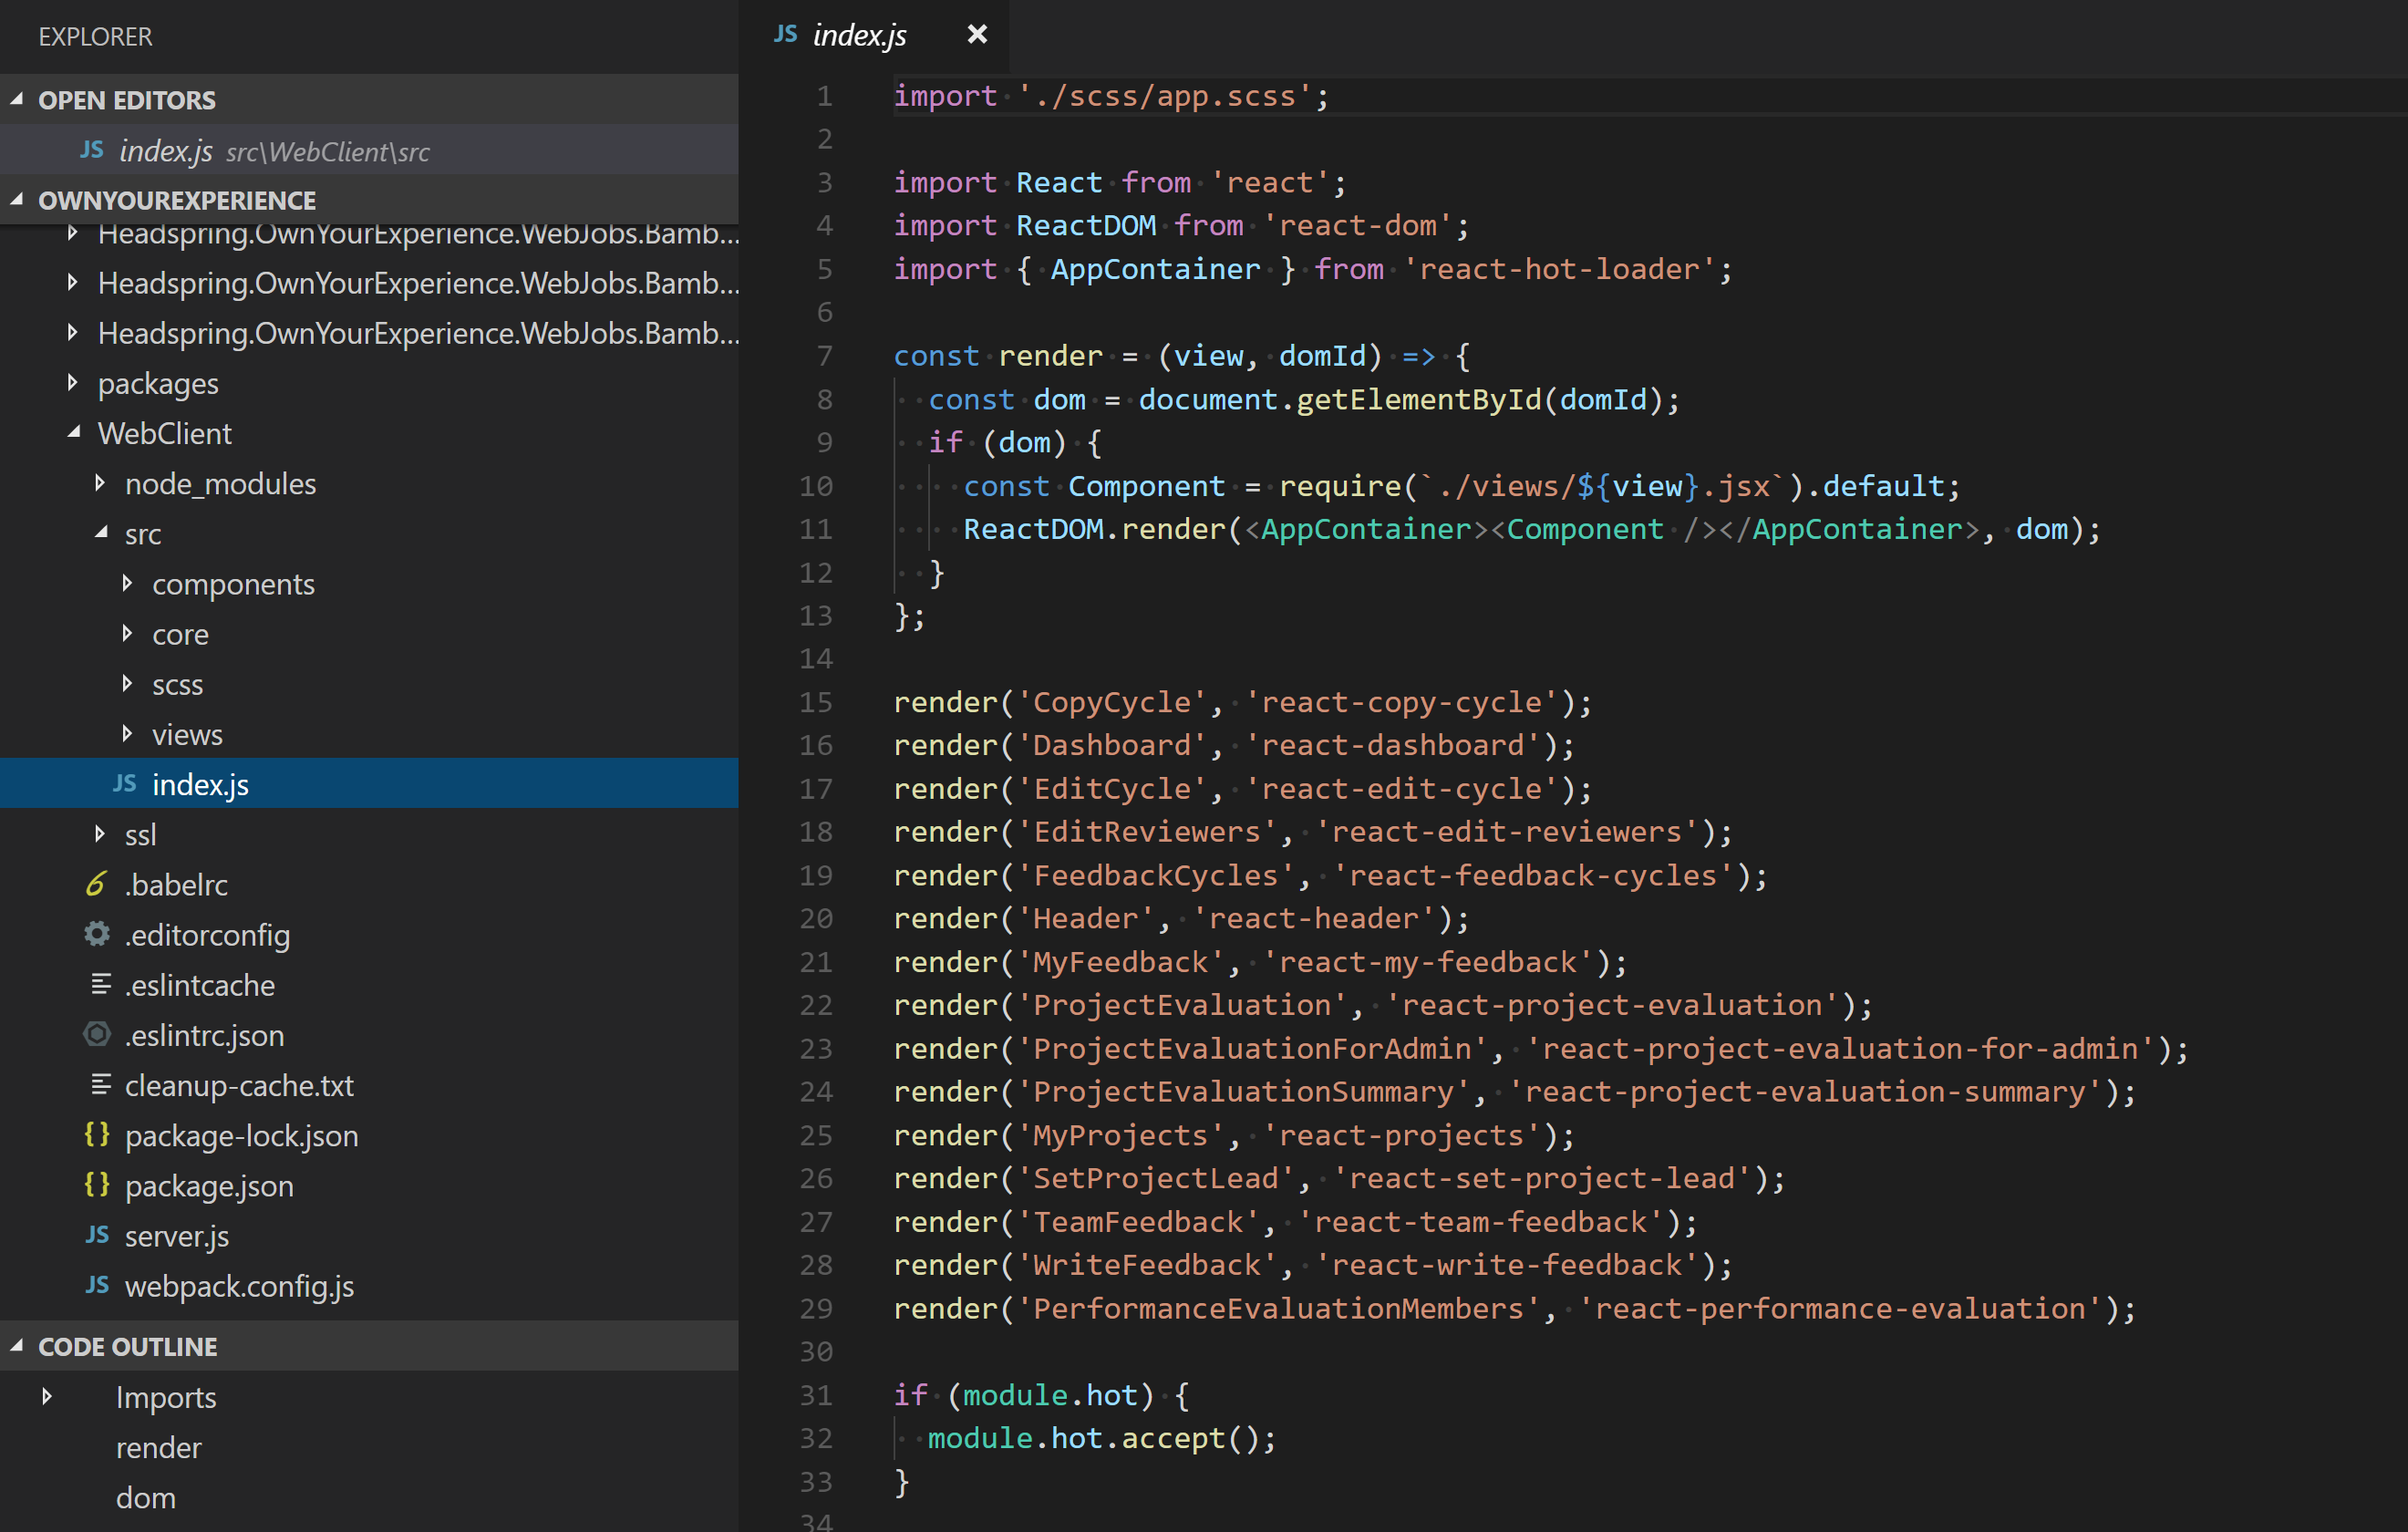 EXPLORER
OPEN EDITORS
JS index.js src\WebClient\src
OWNYOUREXPERIENCE
Headspring.OwnYourExperience.WebJobs.Bamb...
Headspring.OwnYourExperience.WebJobs.Bamb...
Headspring.OwnYourExperience.WebJobs.Bamb...
packages
WebClient
node_modules
src
components
core
scss
views
JS index.js
ssl
6 .babelrc
.editorconfig
.eslintcache
.eslintrc.json
cleanup-cache.txt
{} package-lock.json
{} package.json
JS server.js
JS webpack.config.js
CODE OUTLINE
Imports
render
dom
JS index.js
1 import './scss/app.scss';
2
3 import React from 'react';
4 import ReactDOM from 'react-dom';
5 import { AppContainer } from 'react-hot-loader';
6
7 const render = (view, domId) => {
8   const dom = document.getElementById(domId);
9   if (dom) {
10     const Component = require(`./views/${view}.jsx`).default;
11     ReactDOM.render(<AppContainer><Component /></AppContainer>, dom);
12   }
13 };
14
15 render('CopyCycle', 'react-copy-cycle');
16 render('Dashboard', 'react-dashboard');
17 render('EditCycle', 'react-edit-cycle');
18 render('EditReviewers', 'react-edit-reviewers');
19 render('FeedbackCycles', 'react-feedback-cycles');
20 render('Header', 'react-header');
21 render('MyFeedback', 'react-my-feedback');
22 render('ProjectEvaluation', 'react-project-evaluation');
23 render('ProjectEvaluationForAdmin', 'react-project-evaluation-for-admin');
24 render('ProjectEvaluationSummary', 'react-project-evaluation-summary');
25 render('MyProjects', 'react-projects');
26 render('SetProjectLead', 'react-set-project-lead');
27 render('TeamFeedback', 'react-team-feedback');
28 render('WriteFeedback', 'react-write-feedback');
29 render('PerformanceEvaluationMembers', 'react-performance-evaluation');
30
31 if (module.hot) {
32   module.hot.accept();
33 }
34